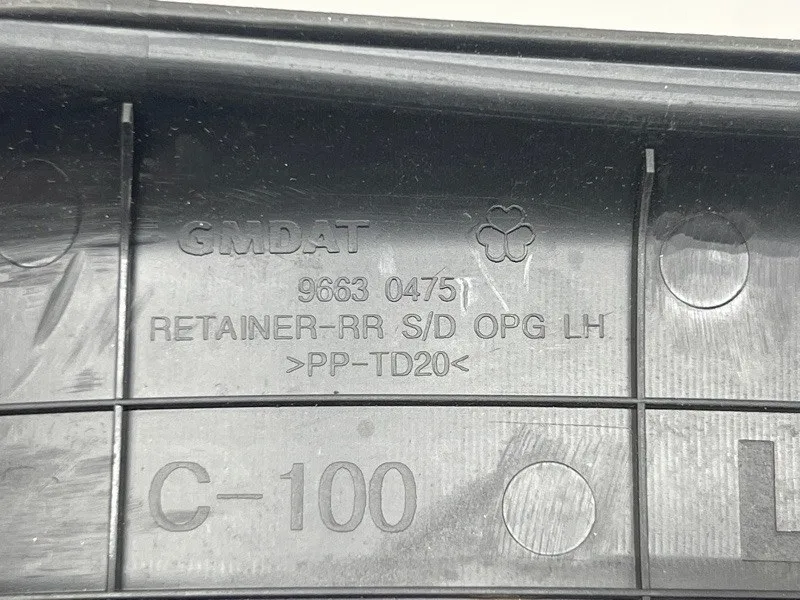 GMDAT
9663 0475
RETAINER-RR S/D OPG LH
>PP-TD20<
C-100
L